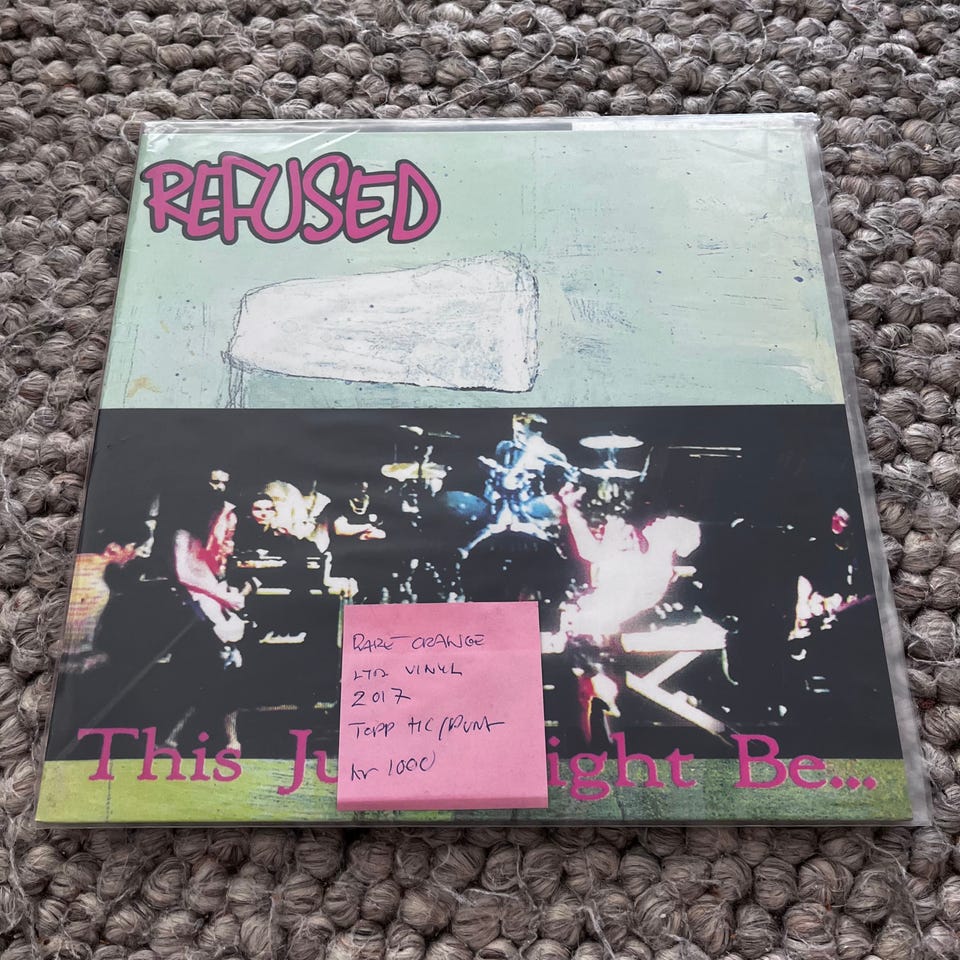 REFUSED
RARE ORANGE
LTD VINYL
2017
TOPP HC/PUNK
kr 1000
This Ju ight Be...